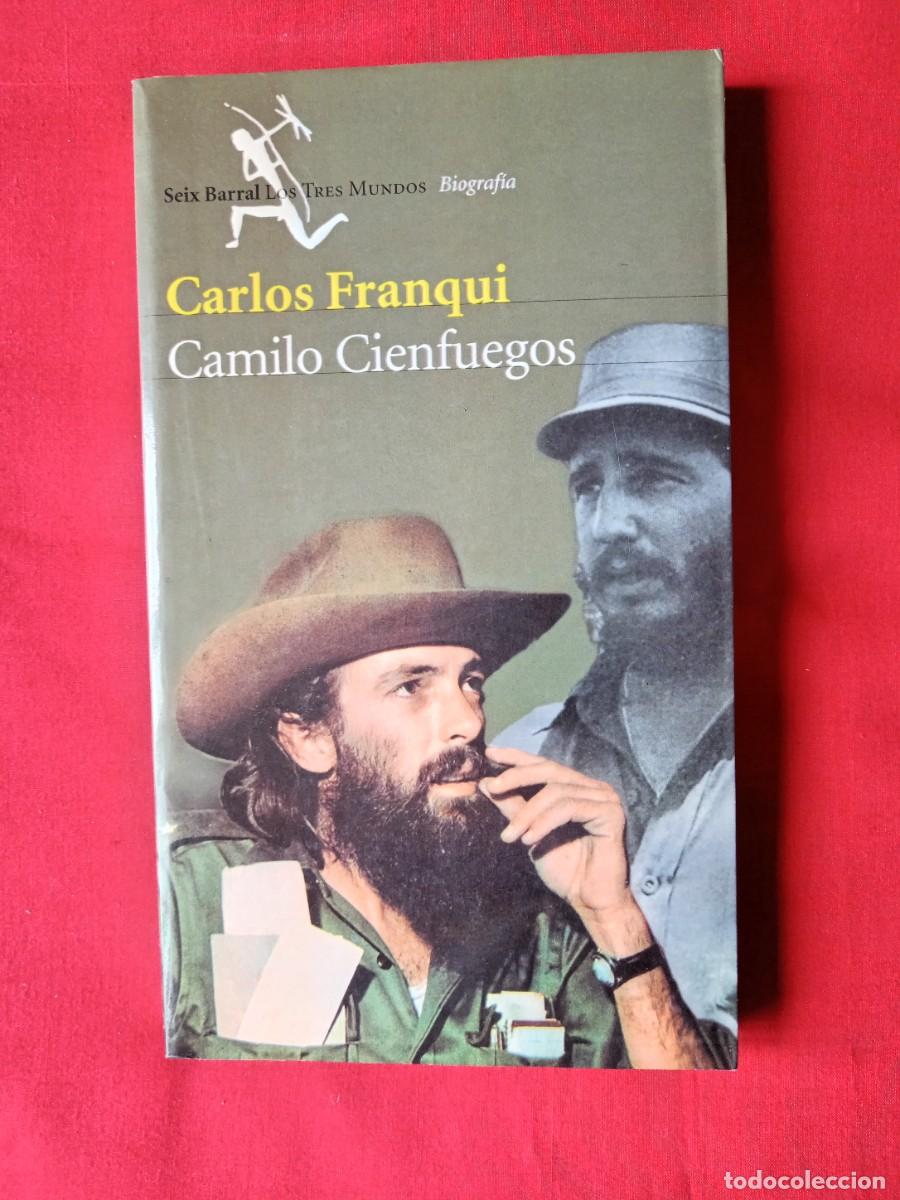 Seix Barral Los Tres Mundos Biografía
Carlos Franqui
Camilo Cienfuegos
todocoleccion